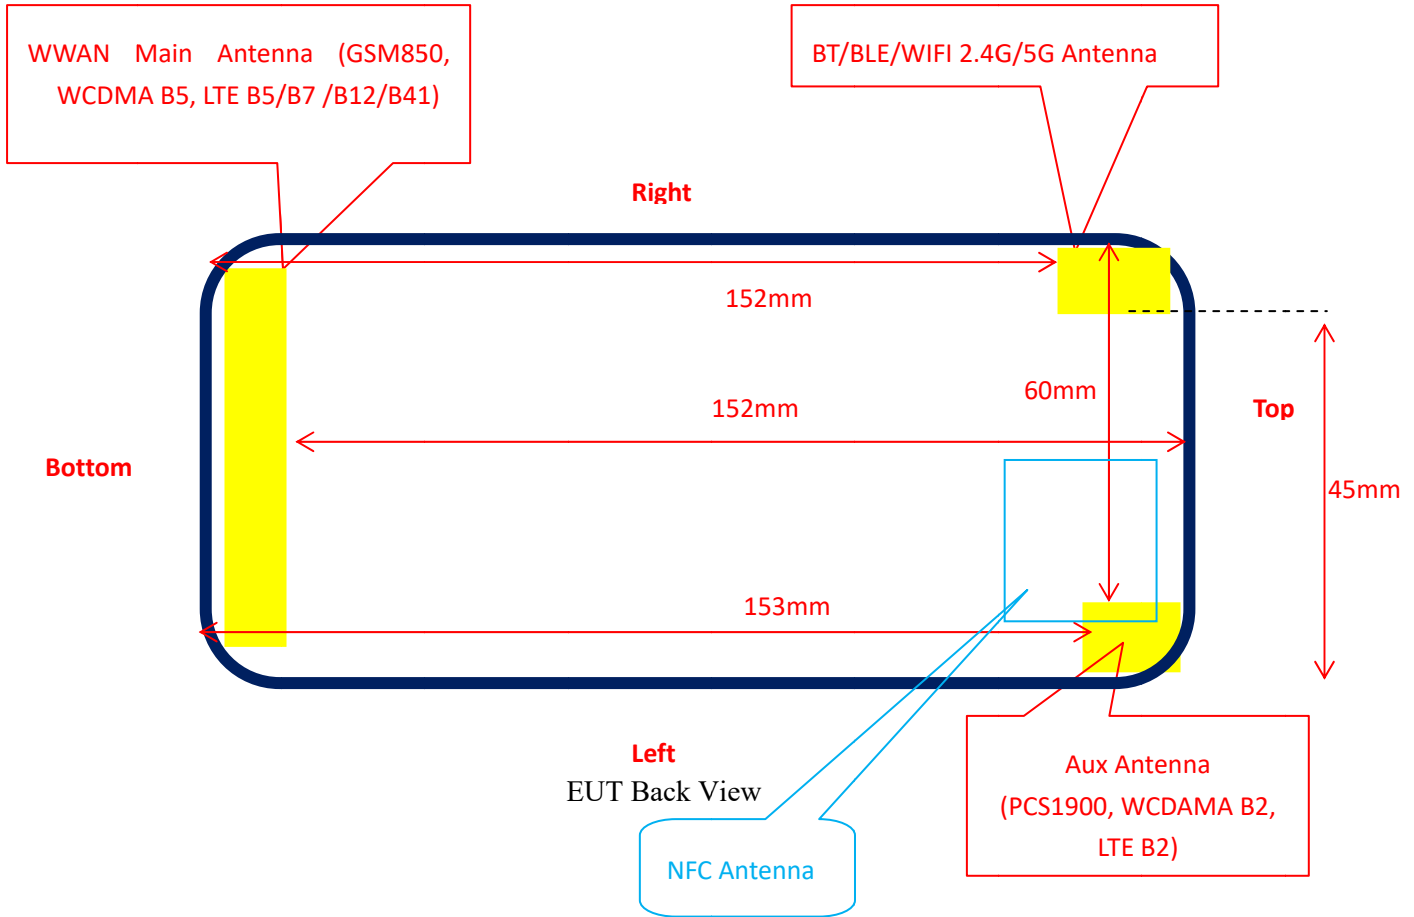 WWAN Main Antenna (GSM850,
WCDMA B5, LTE B5/B7 /B12/B41)
BT/BLE/WIFI 2.4G/5G Antenna
Right
152mm
60mm
152mm
Top
Bottom
45mm
153mm
Left
EUT Back View
Aux Antenna
(PCS1900, WCDAMA B2,
LTE B2)
NFC Antenna